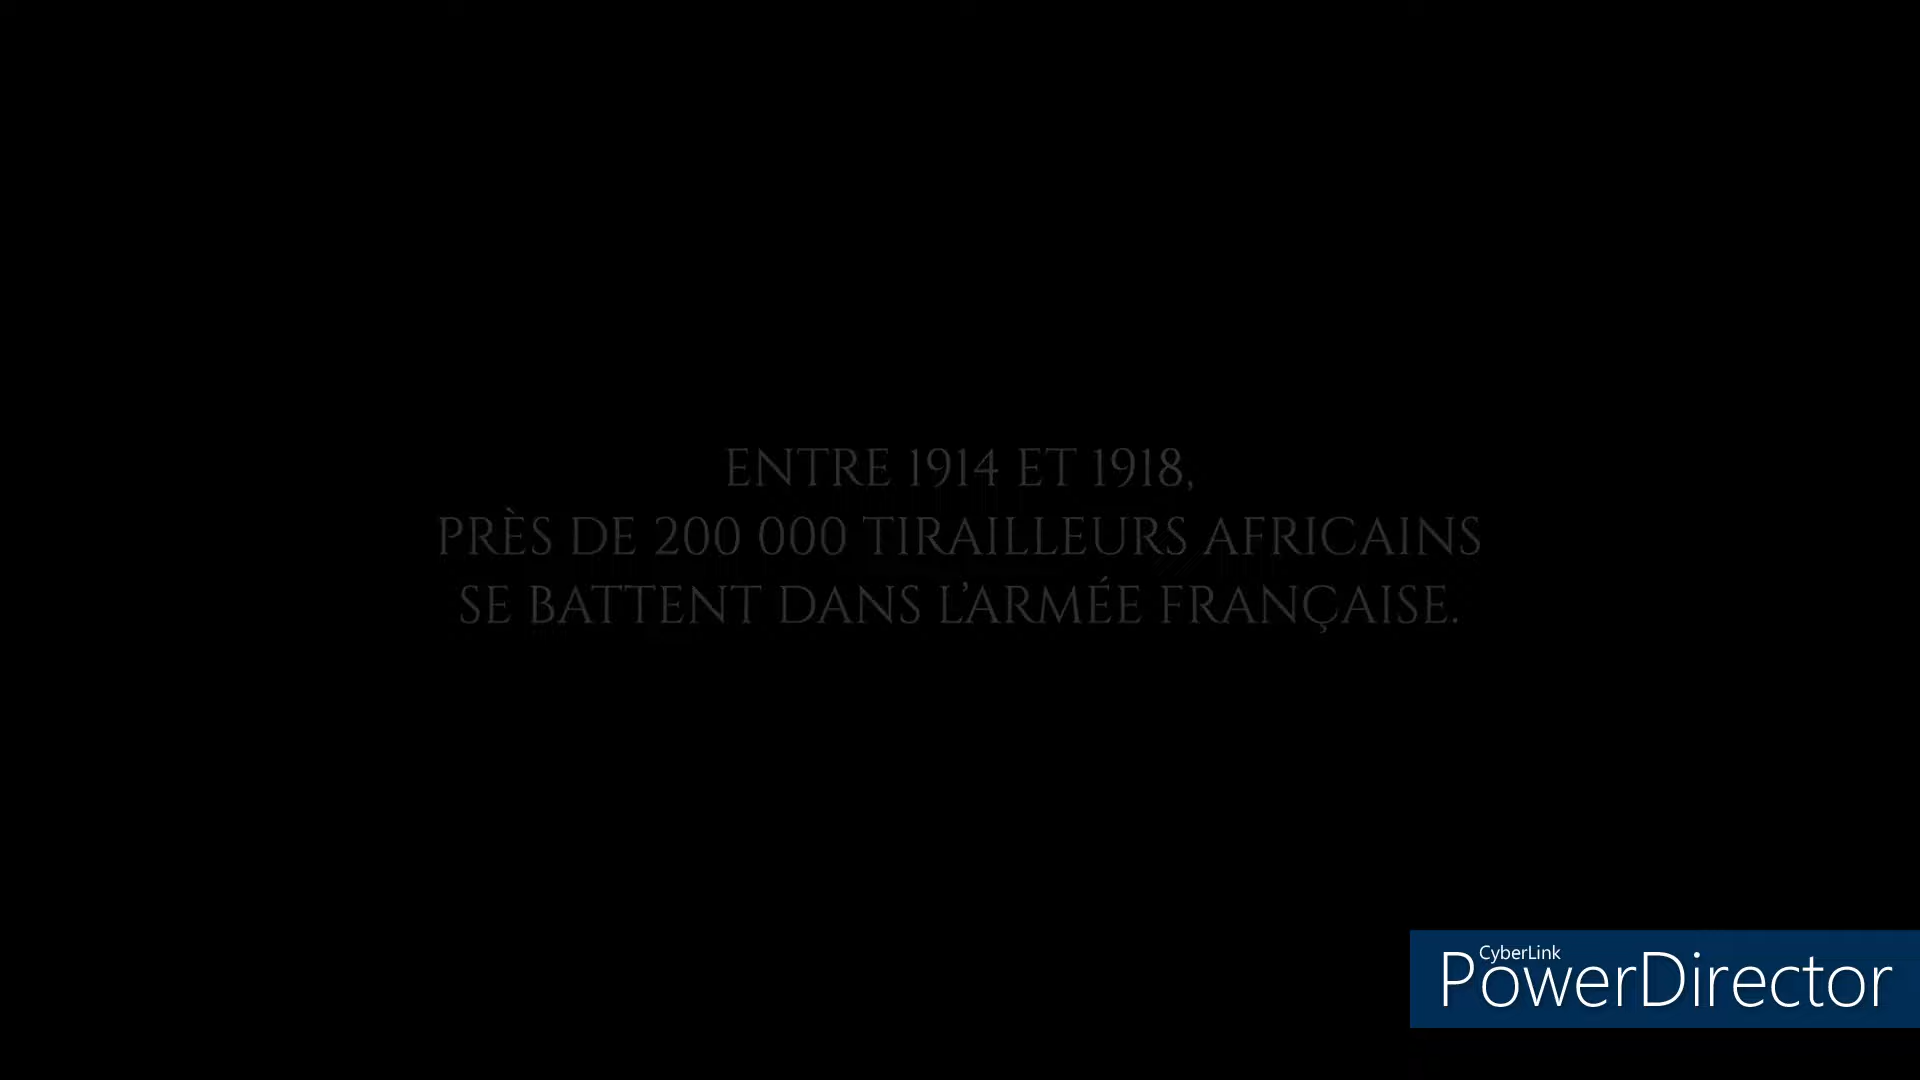 ENTRE 1914 ET 1918,
PRÈS DE 200 000 TIRAILLEURS AFRICAINS
SE BATTENT DANS L’ARMÉE FRANÇAISE.
CyberLink
PowerDirector